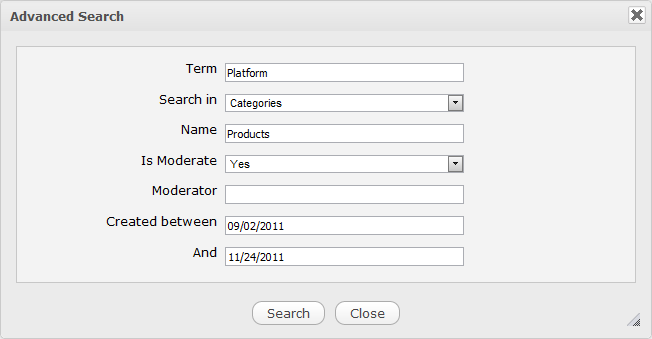 Advanced Search
Term Platform
Search in Categories
Name Products
Is Moderate Yes
Moderator
Created between 09/02/2011
And 11/24/2011
Search Close